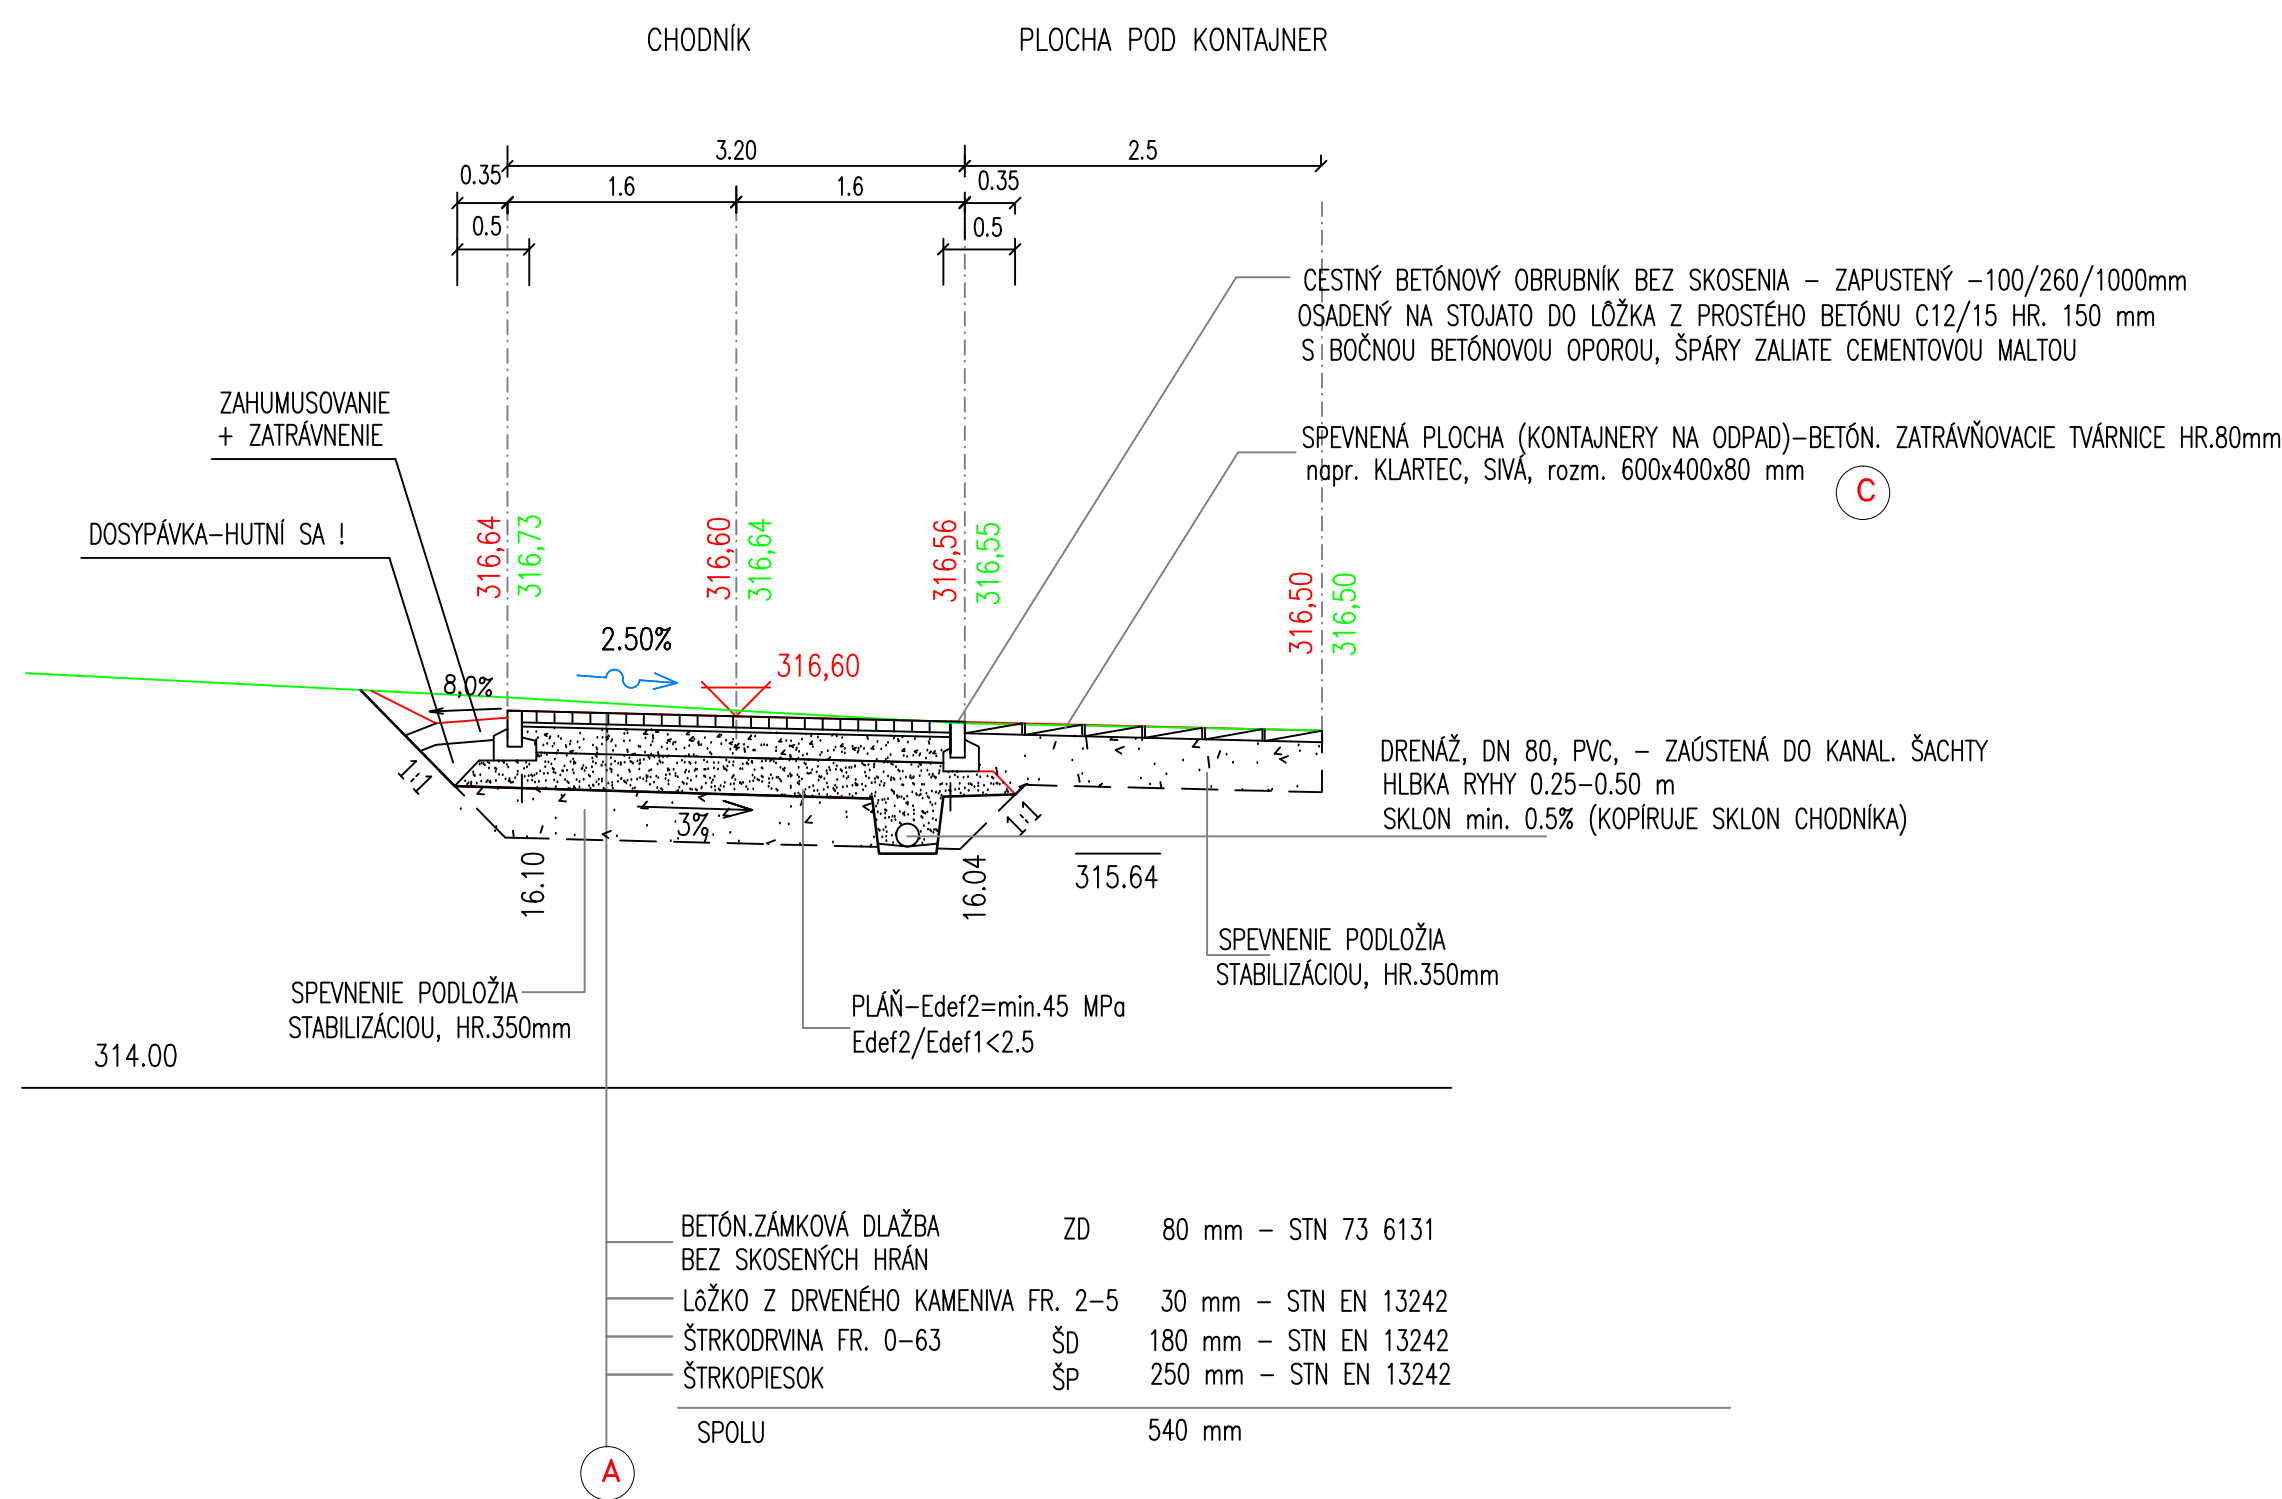 CHODNÍK
PLOCHA POD KONTAJNER
3.20
2.5
0.35
1.6
1.6
0.35
0.5
0.5
CESTNÝ BETÓNOVÝ OBRUBNÍK BEZ SKOSENIA – ZAPUSTENÝ –100/260/1000mm
OSADENÝ NA STOJATO DO LÔŽKA Z PROSTÉHO BETÓNU C12/15 HR. 150 mm
S BOČNOU BETÓNOVOU OPOROU, ŠPÁRY ZALIATE CEMENTOVOU MALTOU
ZAHUMUSOVANIE
+ ZATRÁVNENIE
SPEVNENÁ PLOCHA (KONTAJNERY NA ODPAD)–BETÓN. ZATRÁVŇOVACIE TVÁRNICE HR.80mm
napr. KLARTEC, SIVÁ, rozm. 600x400x80 mm
C
DOSYPÁVKA–HUTNÍ SA !
316,64
316,73
316,60
316,64
316,56
316,55
316,50
316,50
2.50%
316,60
8,0%
1:1
3%
1:1
DRENÁŽ, DN 80, PVC, – ZAÚSTENÁ DO KANAL. ŠACHTY
HLBKA RYHY 0.25–0.50 m
SKLON min. 0.5% (KOPÍRUJE SKLON CHODNÍKA)
16.10
16.04
315.64
SPEVNENIE PODLOŽIA
STABILIZÁCIOU, HR.350mm
SPEVNENIE PODLOŽIA
STABILIZÁCIOU, HR.350mm
PLÁŇ–Edef2=min.45 MPa
Edef2/Edef1<2.5
314.00
BETÓN.ZÁMKOVÁ DLAŽBA ZD 80 mm – STN 73 6131
BEZ SKOSENÝCH HRÁN
LôŽKO Z DRVENÉHO KAMENIVA FR. 2–5 30 mm – STN EN 13242
ŠTRKODRVINA FR. 0–63 ŠD 180 mm – STN EN 13242
ŠTRKOPIESOK ŠP 250 mm – STN EN 13242
SPOLU 540 mm
A